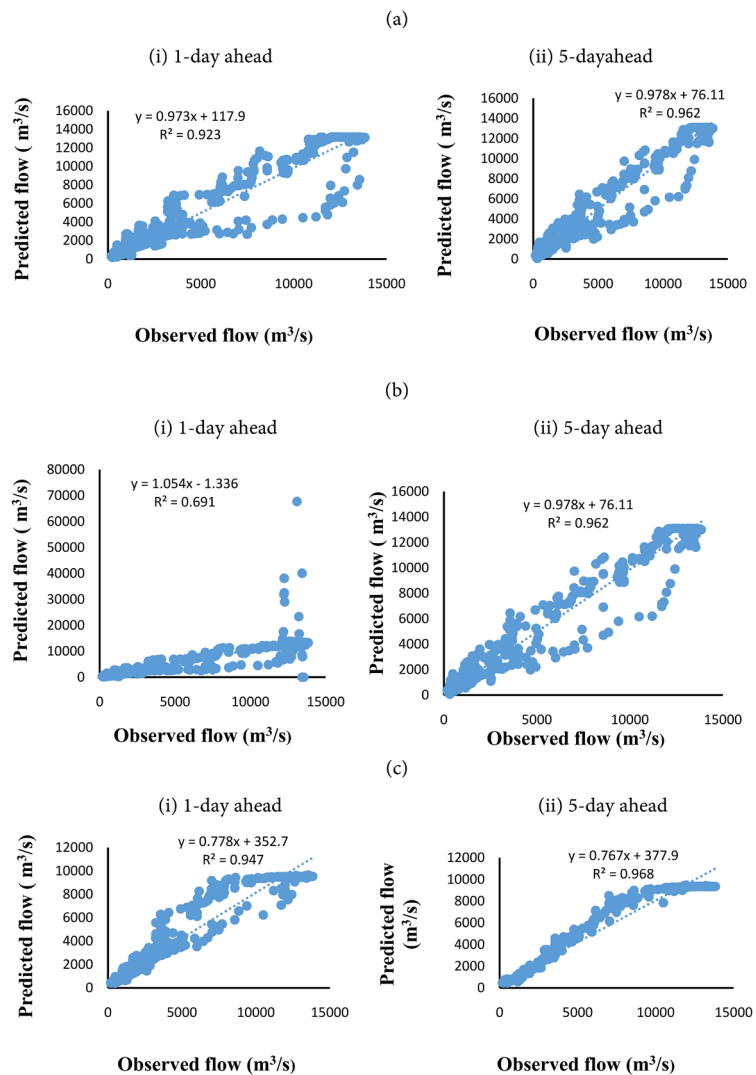 (a)
(i) 1-day ahead
(ii) 5-dayahead
y = 0.973x + 117.9
R² = 0.923
Predicted flow ( m³/s)
16000
14000
12000
10000
8000
6000
4000
2000
0
0
5000
10000
15000
Observed flow (m³/s)
y = 0.978x + 76.11
R² = 0.962
Predicted flow ( m³/s)
16000
14000
12000
10000
8000
6000
4000
2000
0
0
5000
10000
15000
Observed flow (m³/s)
(b)
(i) 1-day ahead
(ii) 5-day ahead
y = 1.054x - 1.336
R² = 0.691
Predicted flow ( m³/s)
80000
70000
60000
50000
40000
30000
20000
10000
0
0
5000
10000
15000
Observed flow (m³/s)
y = 0.978x + 76.11
R² = 0.962
Predicted flow ( m³/s)
16000
14000
12000
10000
8000
6000
4000
2000
0
0
5000
10000
15000
Observed flow (m³/s)
(c)
(i) 1-day ahead
(ii) 5-day ahead
y = 0.778x + 352.7
R² = 0.947
Predicted flow ( m³/s)
12000
10000
8000
6000
4000
2000
0
0
5000
10000
15000
Observed flow (m³/s)
y = 0.767x + 377.9
R² = 0.968
Predicted flow
(m³/s)
12000
10000
8000
6000
4000
2000
0
0
5000
10000
15000
Observed flow (m³/s)